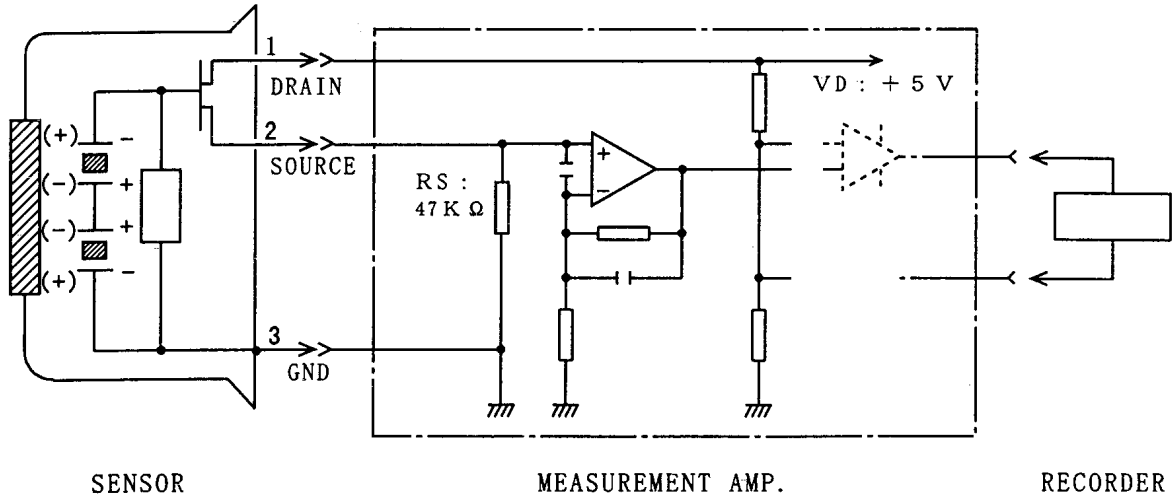 1
DRAIN
2
SOURCE
3
GND
(+)
−
(−)
+
(−)
+
(+)
−
RS :
47K Ω
+
−
VD : + 5 V
SENSOR
MEASUREMENT AMP.
RECORDER